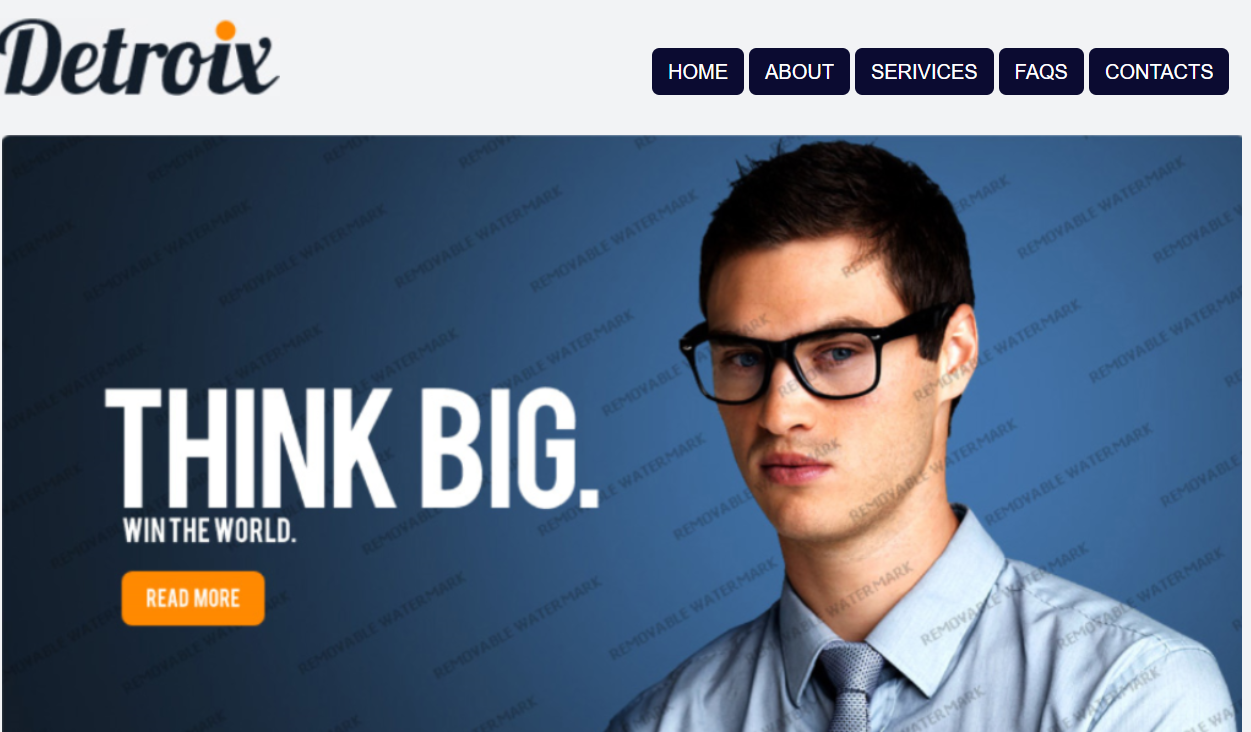 Detroix
HOME ABOUT SERIVICES FAQS CONTACTS
THINK BIG.
WIN THE WORLD.
READ MORE
REMOVABLE WATERMARK